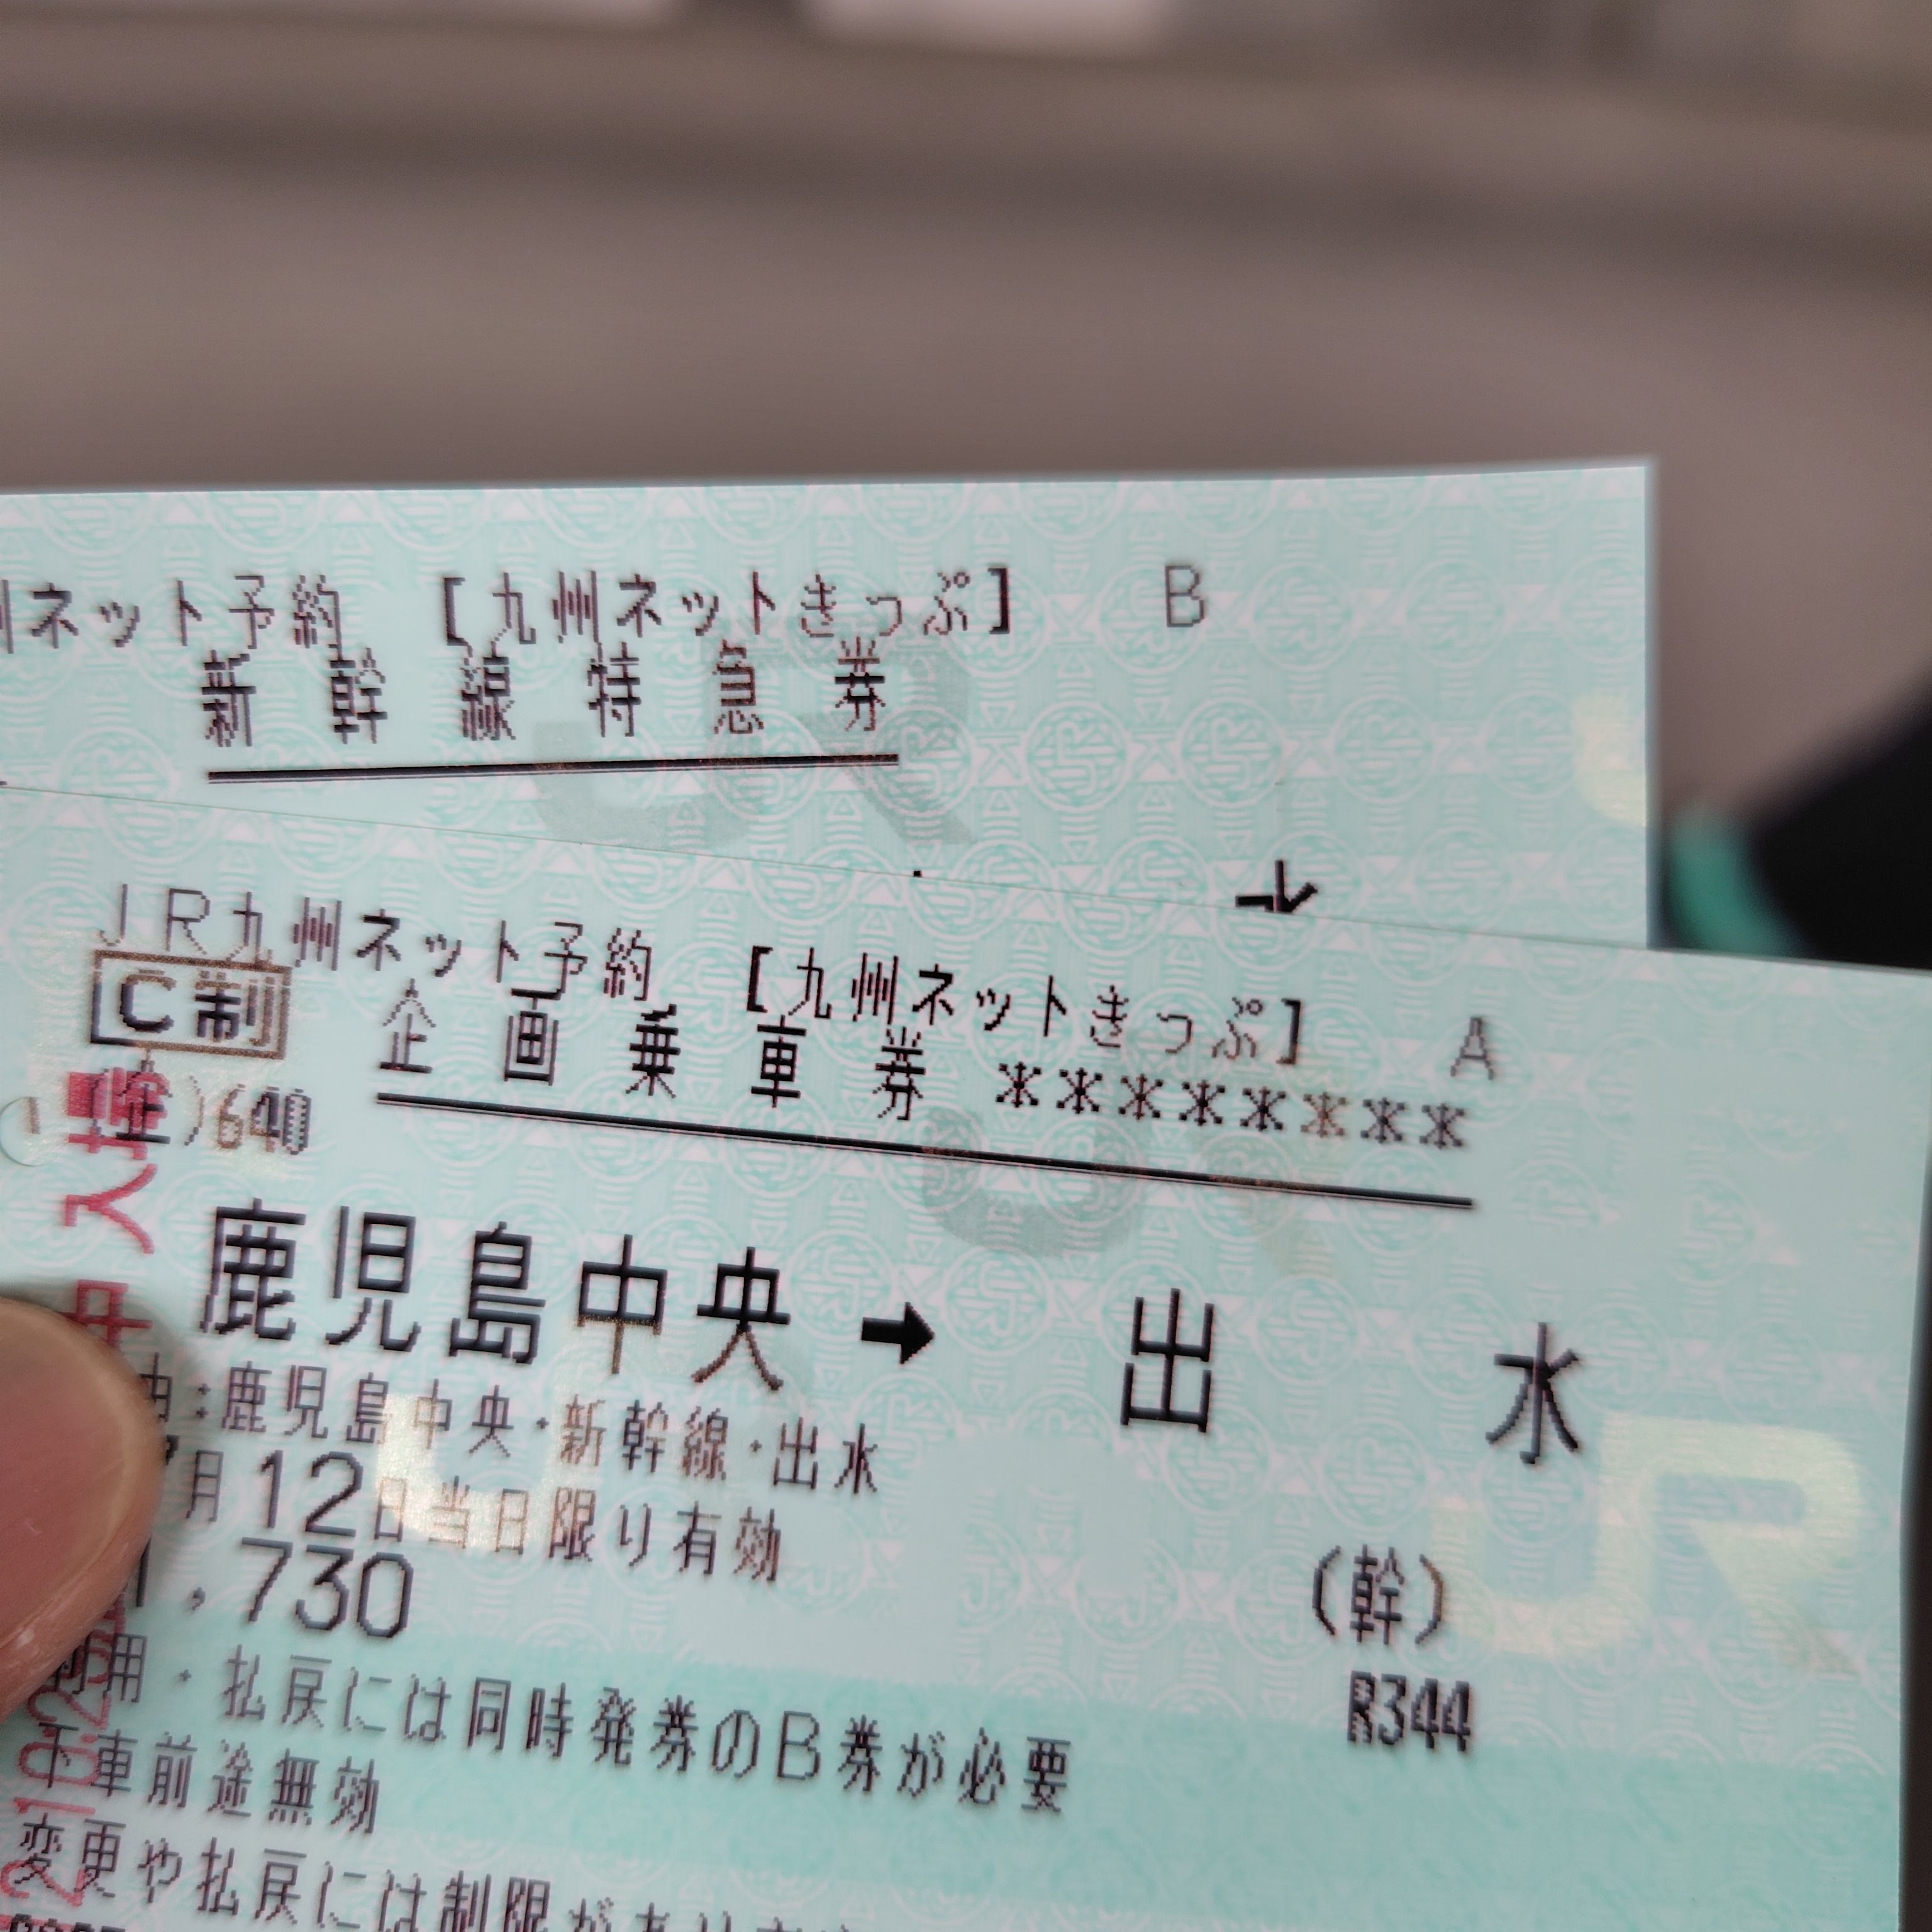 ネット予約 [九州ネットきっぷ] B
新幹線特急券
JR九州ネット予約 [九州ネットきっぷ] A
C制
企画乗車券********
)640
入場
鹿児島中央→ 出 水
:鹿児島中央・新幹線・出水
月12日当日限り有効
,730
(幹)
R344
用・払戻には同時発券のB券が必要
下車前途無効
変更や払戻には制限があり